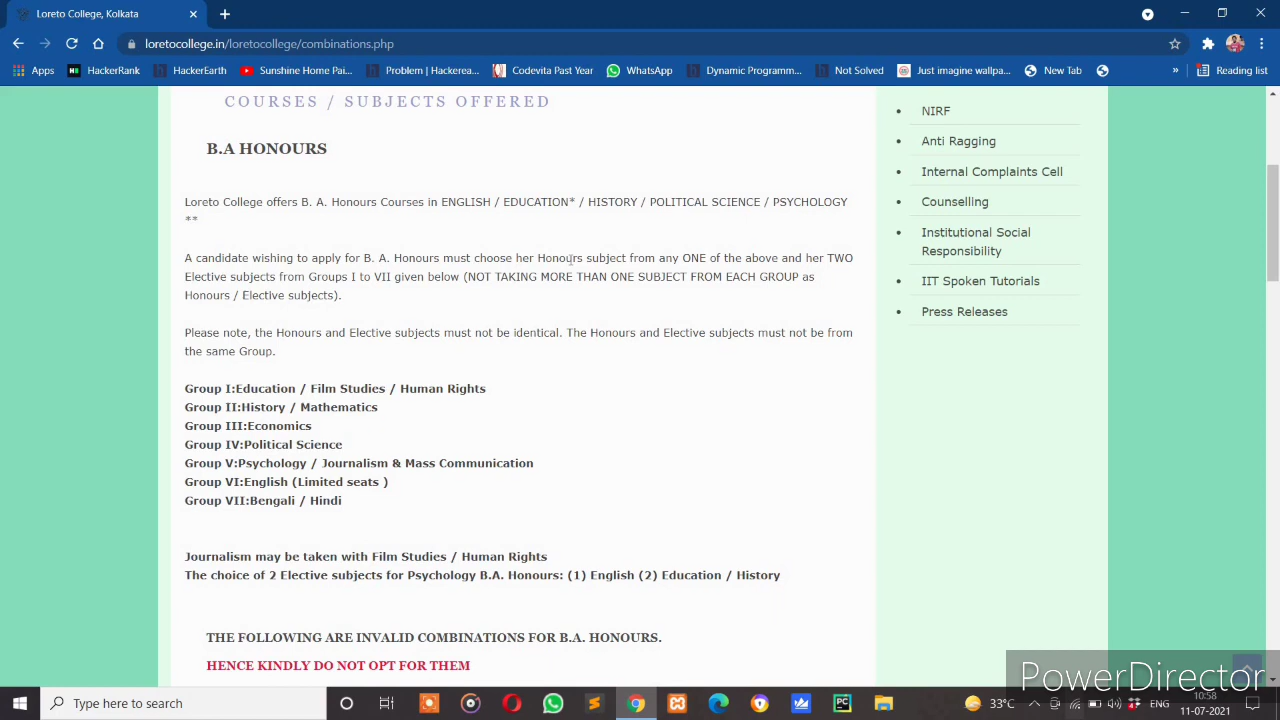 Loreto College, Kolkata
loretocollege.in/loretocollege/combinations.php
Apps
HackerRank
HackerEarth
Sunshine Home Pai...
Problem | Hackerea...
Codevita Past Year
WhatsApp
Dynamic Programm...
Not Solved
Just imagine wallpa...
New Tab
»
Reading list
COURSES / SUBJECTS OFFERED
B.A HONOURS
Loreto College offers B. A. Honours Courses in ENGLISH / EDUCATION* / HISTORY / POLITICAL SCIENCE / PSYCHOLOGY
**
A candidate wishing to apply for B. A. Honours must choose her Honours subject from any ONE of the above and her TWO
Elective subjects from Groups I to VII given below (NOT TAKING MORE THAN ONE SUBJECT FROM EACH GROUP as
Honours / Elective subjects).
Please note, the Honours and Elective subjects must not be identical. The Honours and Elective subjects must not be from
the same Group.
Group I:Education / Film Studies / Human Rights
Group II:History / Mathematics
Group III:Economics
Group IV:Political Science
Group V:Psychology / Journalism & Mass Communication
Group VI:English (Limited seats )
Group VII:Bengali / Hindi
Journalism may be taken with Film Studies / Human Rights
The choice of 2 Elective subjects for Psychology B.A. Honours: (1) English (2) Education / History
THE FOLLOWING ARE INVALID COMBINATIONS FOR B.A. HONOURS.
HENCE KINDLY DO NOT OPT FOR THEM
NIRF
Anti Ragging
Internal Complaints Cell
Counselling
Institutional Social
Responsibility
IIT Spoken Tutorials
Press Releases
PowerDirector
Type here to search
33°C
ENG
10:58
11-07-2021